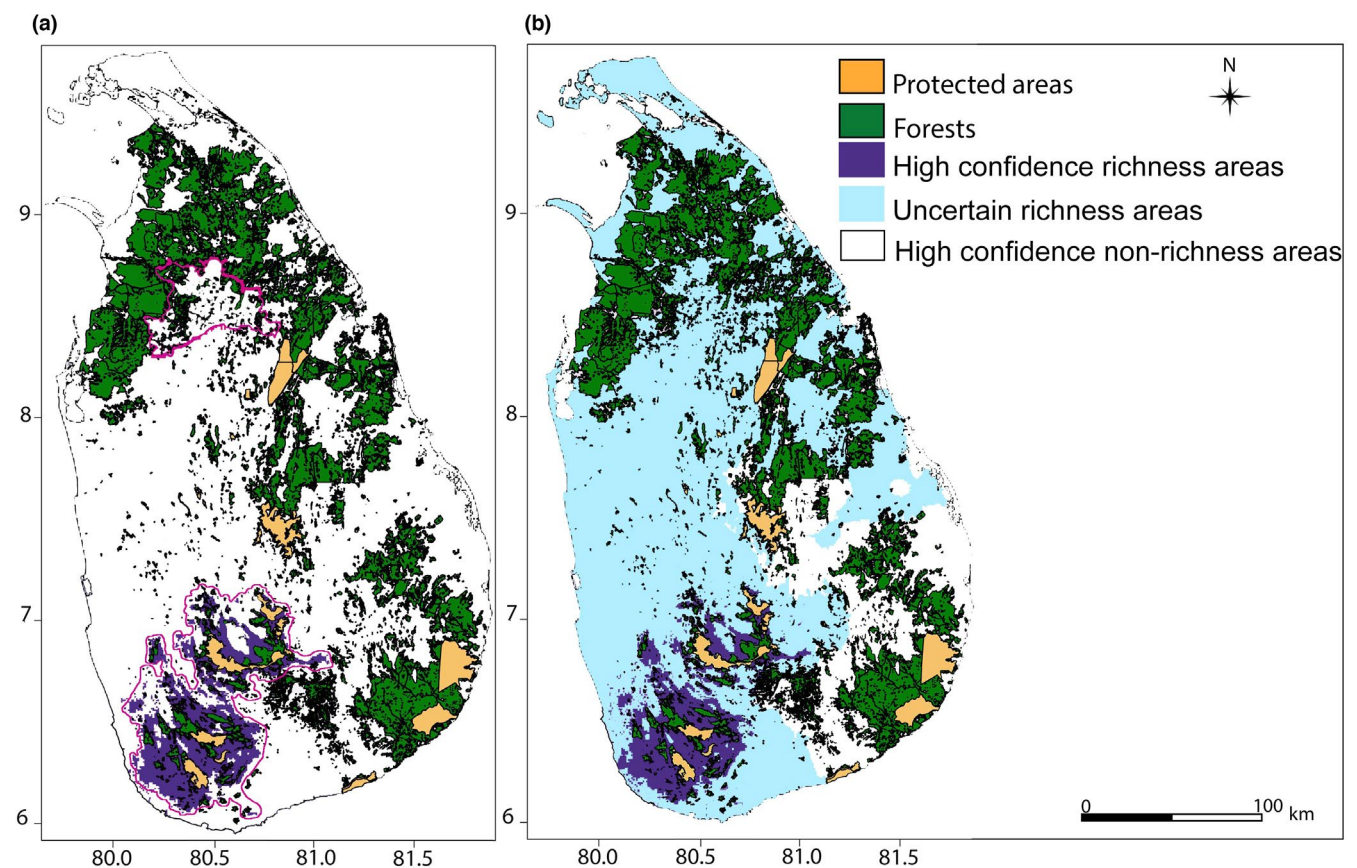 (a)
(b)
N
Protected areas
Forests
High confidence richness areas
Uncertain richness areas
High confidence non-richness areas
9
8
7
6
80.0 80.5 81.0 81.5
9
8
7
6
80.0 80.5 81.0 81.5
0 100 km